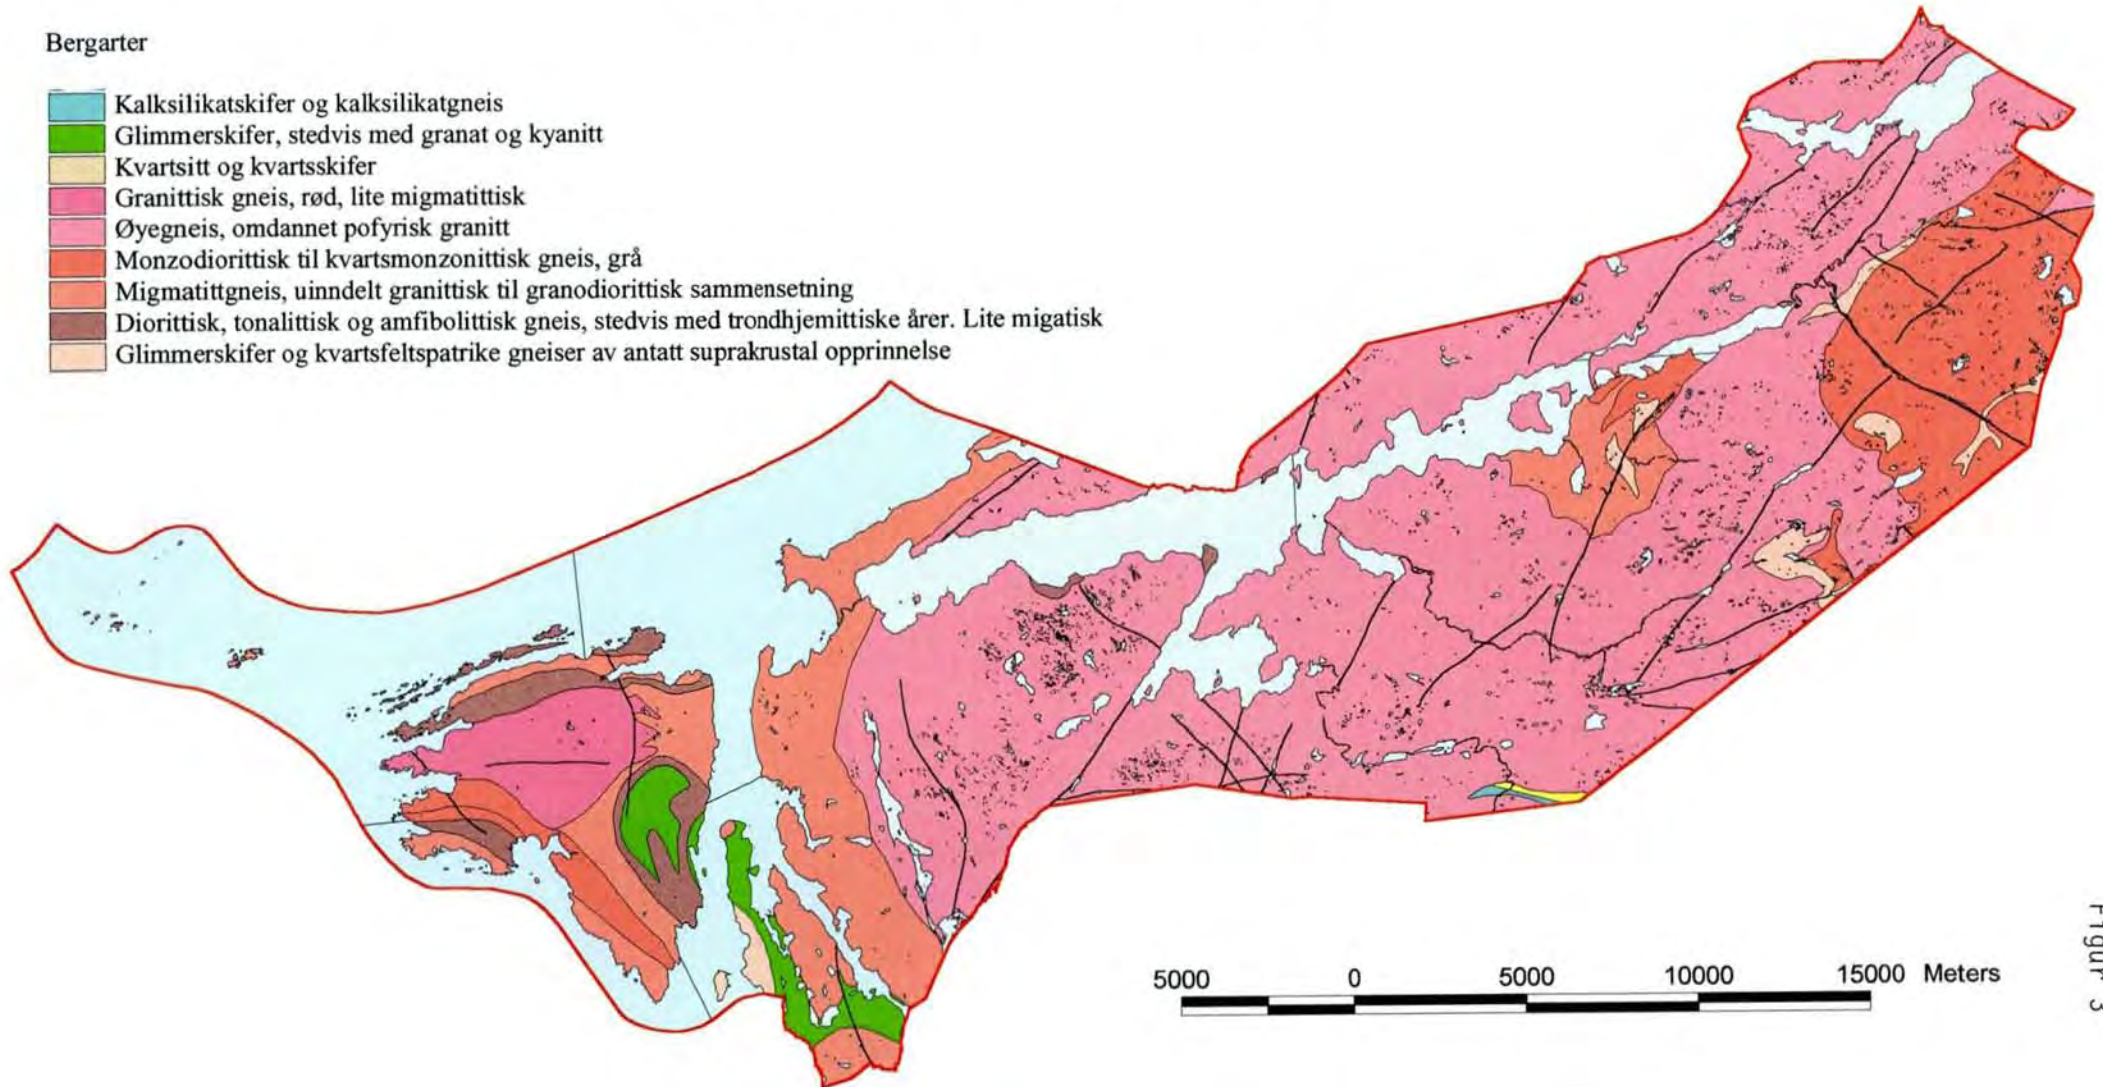 Bergarter
Kalksilikatskifer og kalksilikatgneis
Glimmerskifer, stedvis med granat og kyanitt
Kvartsitt og kvartsskifer
Granittisk gneis, rød, lite migmatittisk
Øyegneis, omdannet pofyrisk granitt
Monzodiorittisk til kvartsmonzonittisk gneis, grå
Migmatittgneis, uinndelt granittisk til granodiorittisk sammensetning
Diorittisk, tonalittisk og amfibolittisk gneis, stedvis med trondhjemittiske årer. Lite migatisk
Glimmerskifer og kvartsfeltspatrike gneiser av antatt suprakrustal opprinnelse
5000 0 5000 10000 15000 Meters
Figur 3